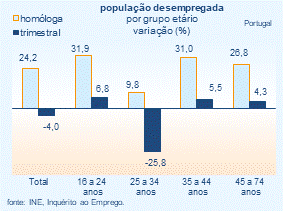 população desempregada
por grupo etário
variação (%)
Portugal
homóloga
trimestral
24,2
-4,0
31,9
6,8
9,8
-25,8
31,0
5,5
26,8
4,3
Total
16 a 24 anos
25 a 34 anos
35 a 44 anos
45 a 74 anos
fonte: INE, Inquérito ao Emprego.